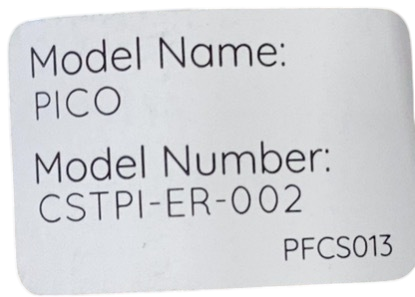 Model Name:
PICO
Model Number:
CSTPI-ER-002
PFCS013